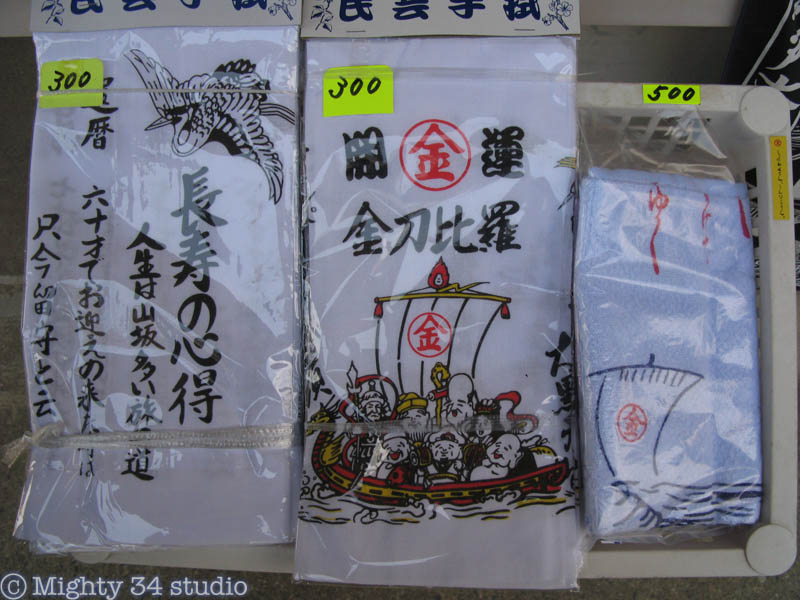 民芸手拭
300
還暦
長寿の心得
人生は山坂多い旅の道
六十才でお迎えの来た時は
只今留守と云
民芸手拭
300
開 金 運
金刀比羅
金
500
金
© Mighty 34 studio